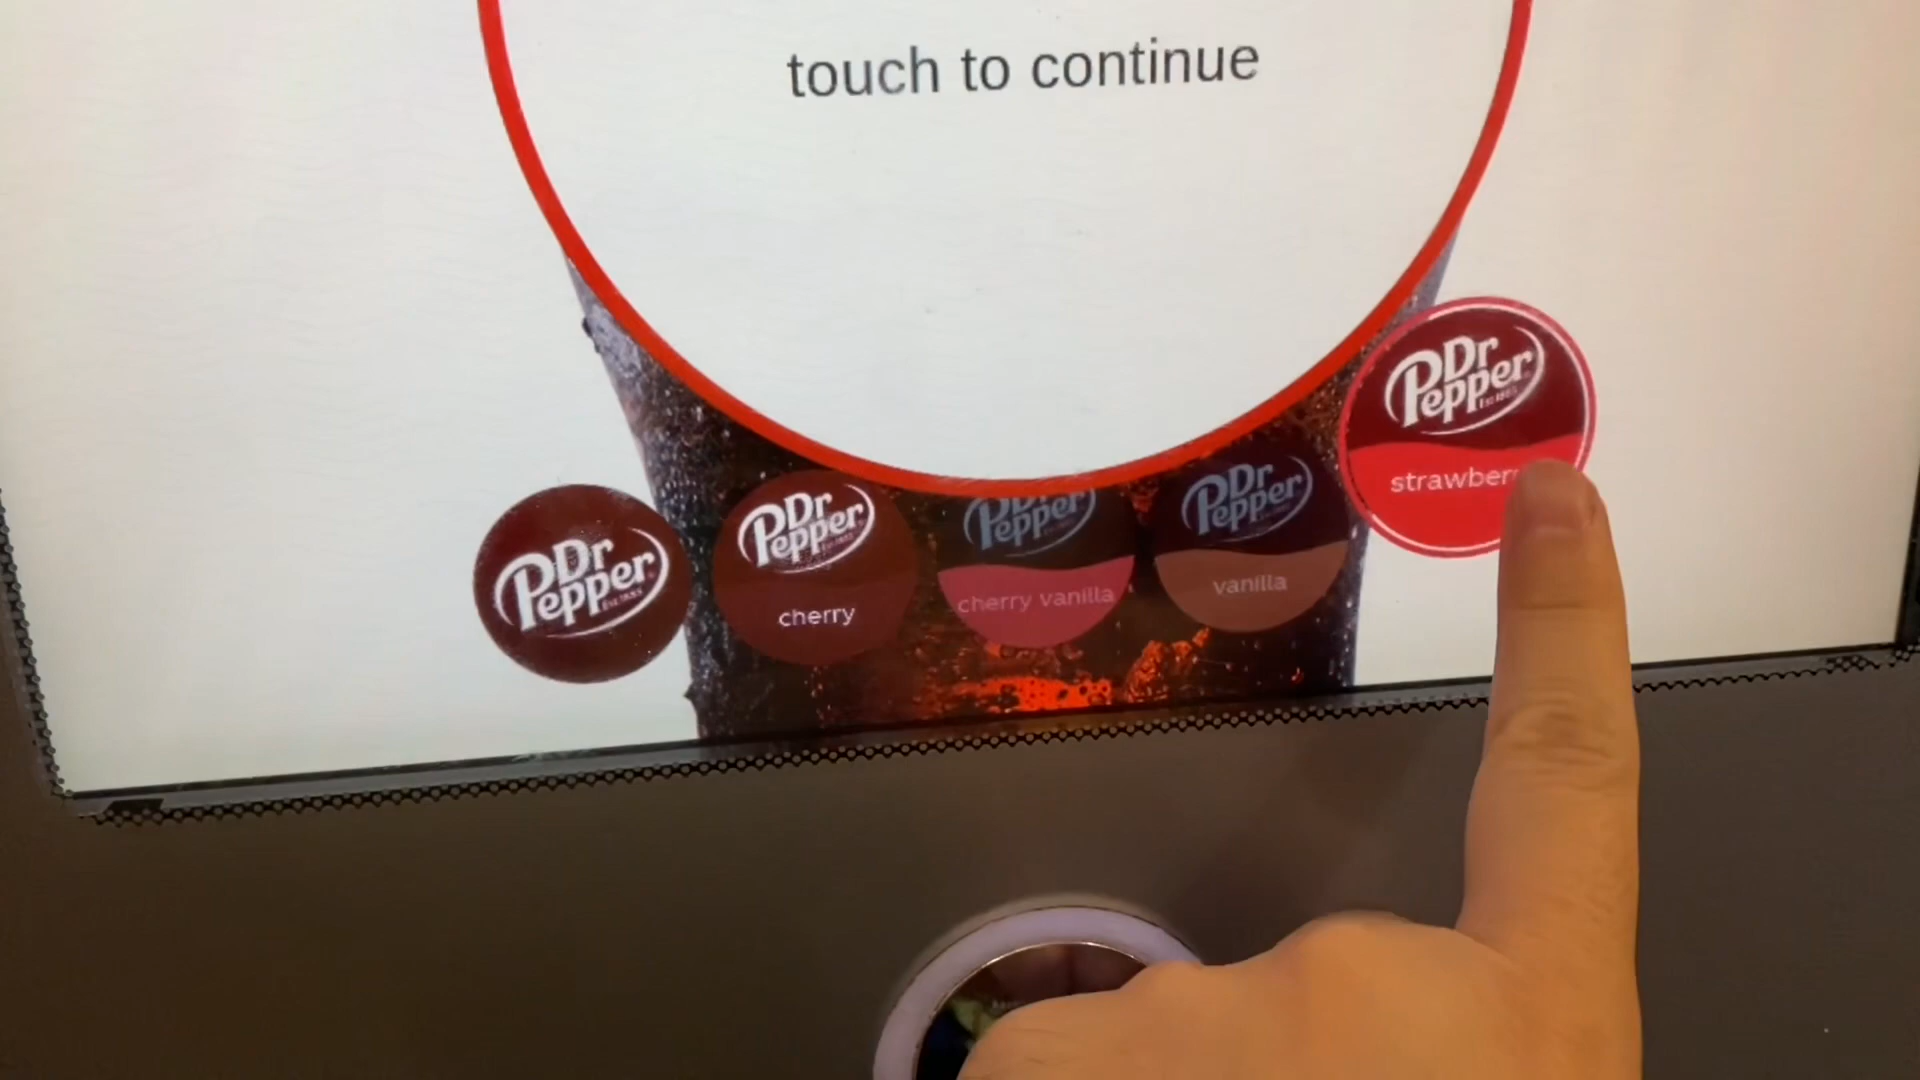 touch to continue
Dr
Pepper
Dr
Pepper
cherry
Dr
Pepper
cherry vanilla
Dr
Pepper
vanilla
Dr
Pepper